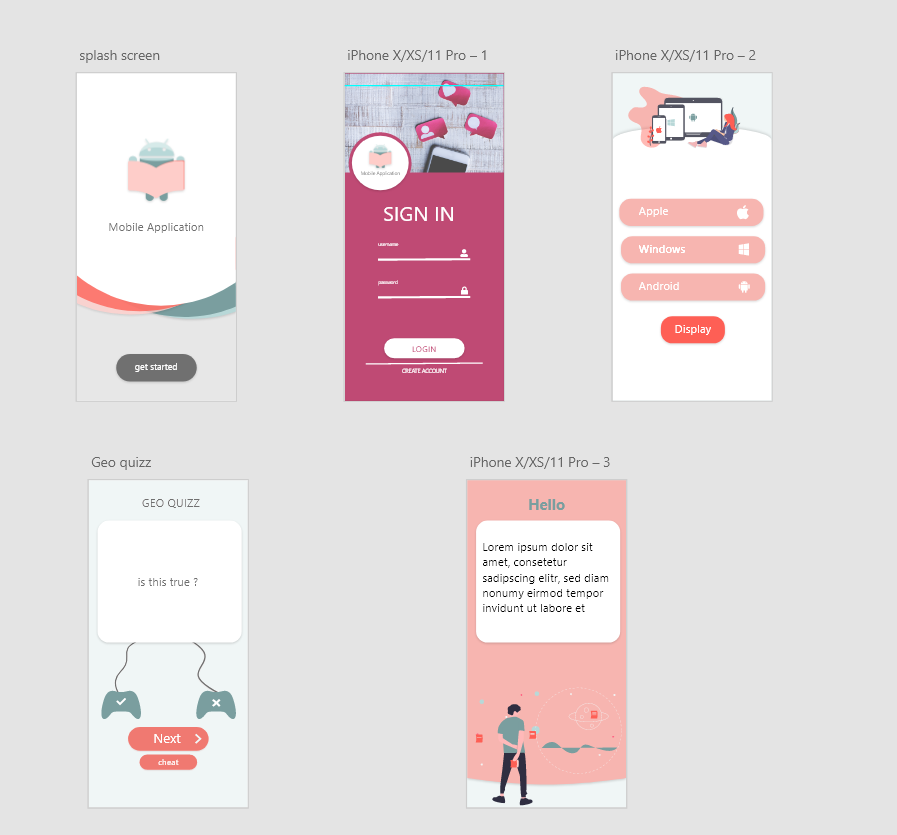 splash screen
Mobile Application
get started
iPhone X/XS/11 Pro – 1
Mobile Application
SIGN IN
username
password
LOGIN
CREATE ACCOUNT
iPhone X/XS/11 Pro – 2
Apple
Windows
Android
Display
Geo quizz
GEO QUIZZ
is this true ?
Next
cheat
iPhone X/XS/11 Pro – 3
Hello
Lorem ipsum dolor sit
amet, consetetur
sadipscing elitr, sed diam
nonumy eirmod tempor
invidunt ut labore et